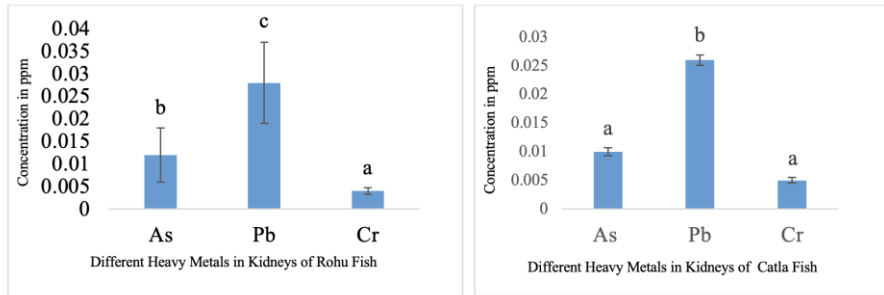 Concentration in ppm
0.04
0.035
0.03
0.025
0.02
0.015
0.01
0.005
0
b
c
a
As Pb Cr
Different Heavy Metals in Kidneys of Rohu Fish
Concentration in ppm
0.03
0.025
0.02
0.015
0.01
0.005
0
a
b
a
As Pb Cr
Different Heavy Metals in Kidneys of Catla Fish